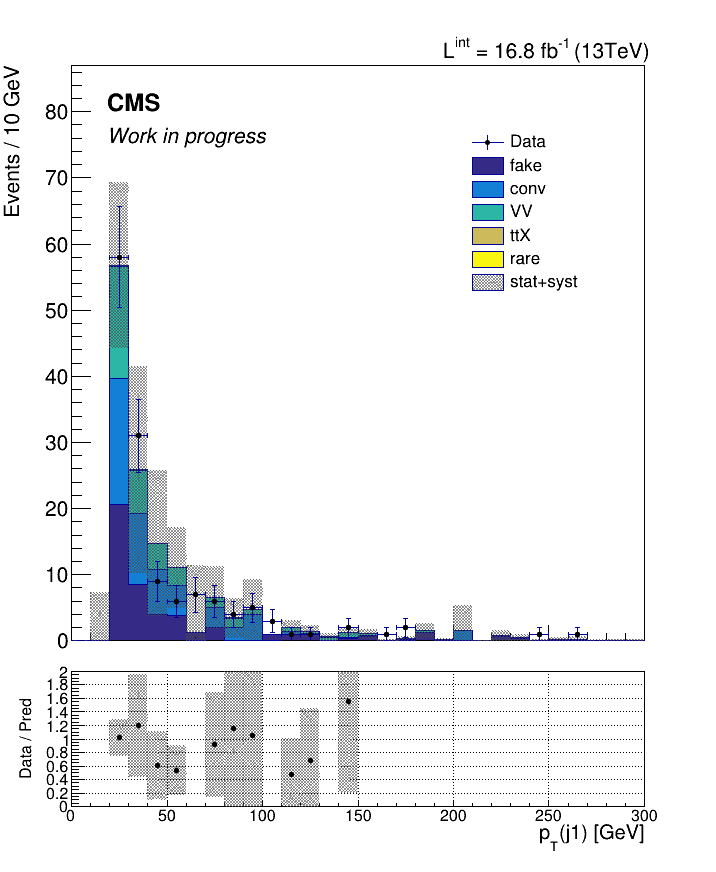 L^int = 16.8 fb^-1 (13TeV)
Events / 10 GeV
CMS
Work in progress
Data
fake
conv
VV
ttX
rare
stat+syst
80
70
60
50
40
30
20
10
0
Data / Pred
2
1.8
1.6
1.4
1.2
1
0.8
0.6
0.4
0.2
0
0 50 100 150 200 250 300
p_T(j1) [GeV]